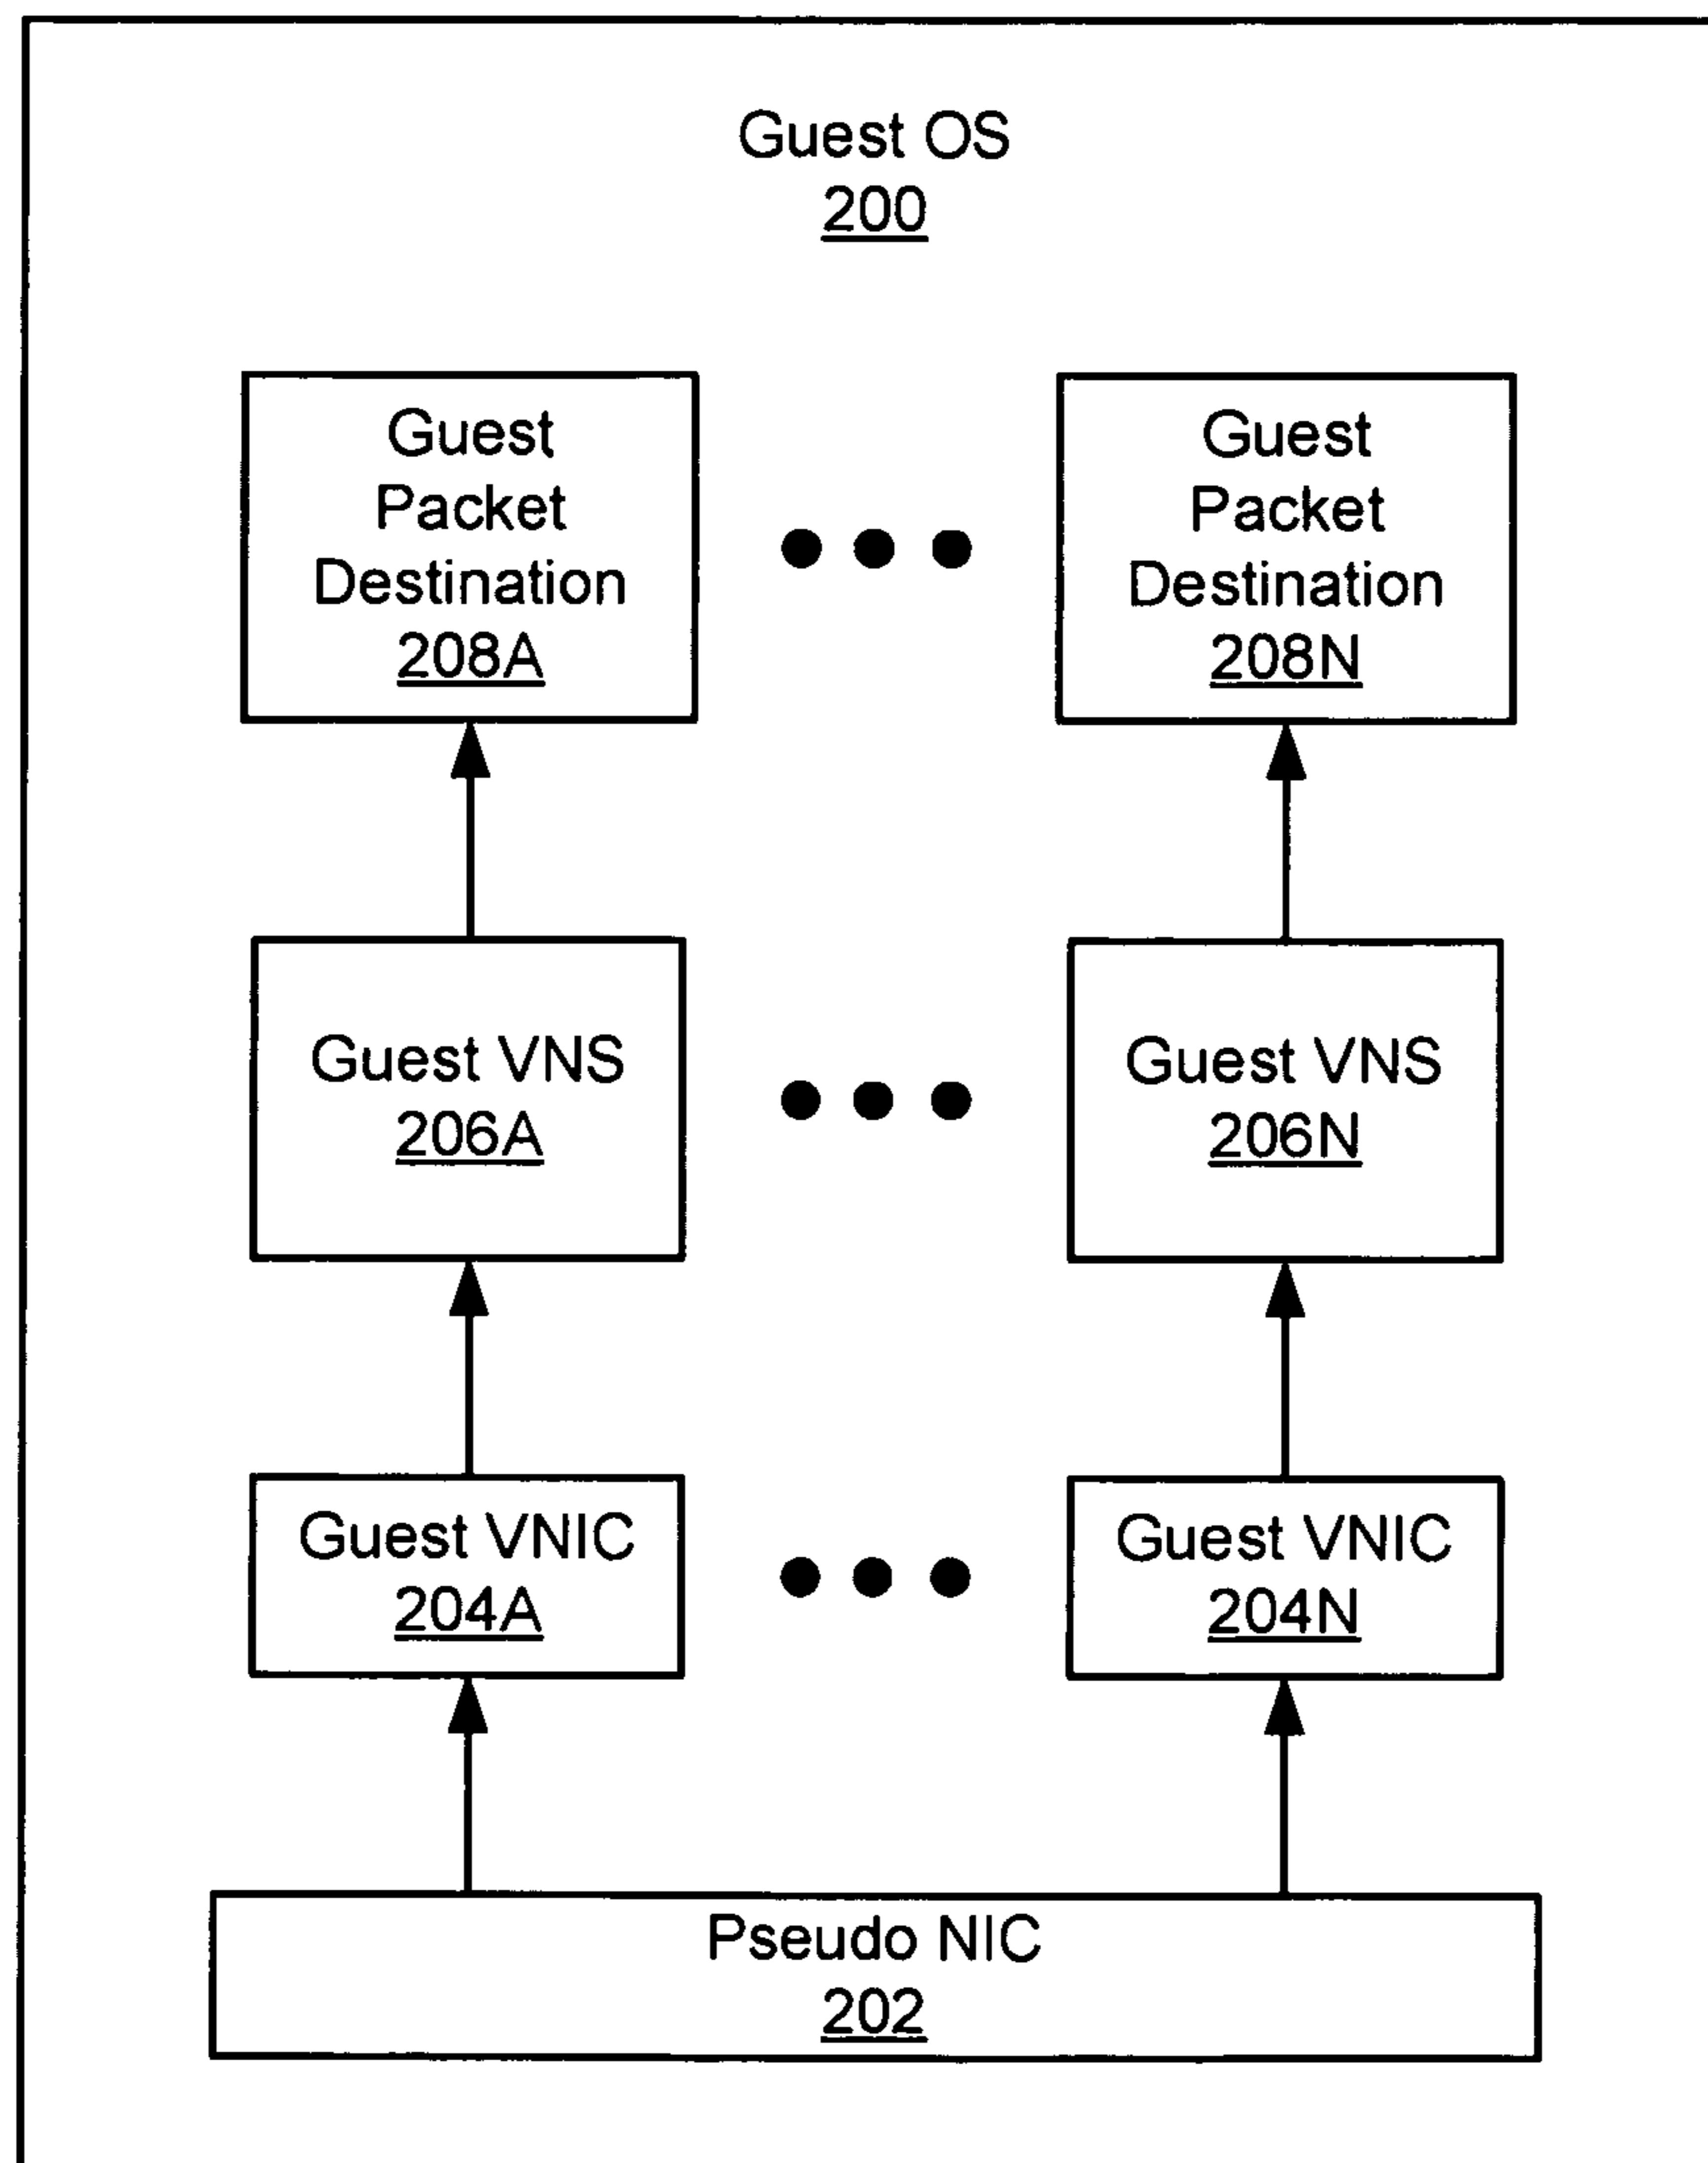 Guest OS
200
Guest
Packet
Destination
208A
Guest
Packet
Destination
208N
Guest VNS
206A
Guest VNS
206N
Guest VNIC
204A
Guest VNIC
204N
Pseudo NIC
202